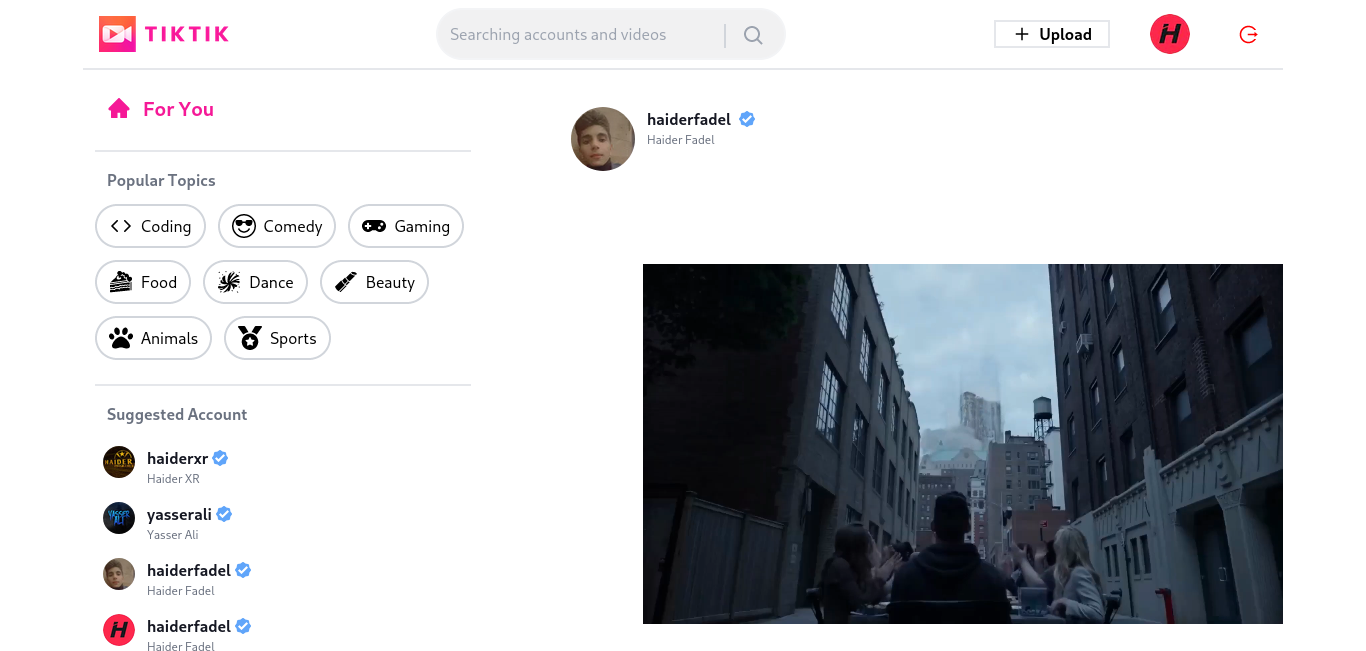 TIKTIK
Searching accounts and videos
Upload
For You
haiderfadel
Haider Fadel
Popular Topics
Coding
Comedy
Gaming
Food
Dance
Beauty
Animals
Sports
Suggested Account
haiderxr
Haider XR
yasserali
Yasser Ali
haiderfadel
Haider Fadel
haiderfadel
Haider Fadel